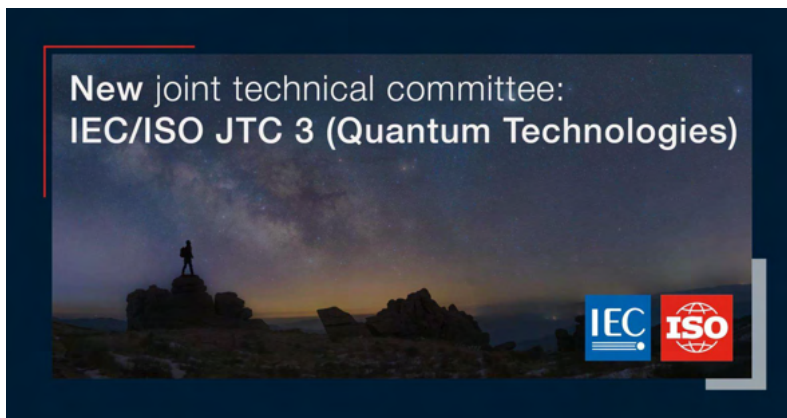 New joint technical committee:
IEC/ISO JTC 3 (Quantum Technologies)
IEC
ISO